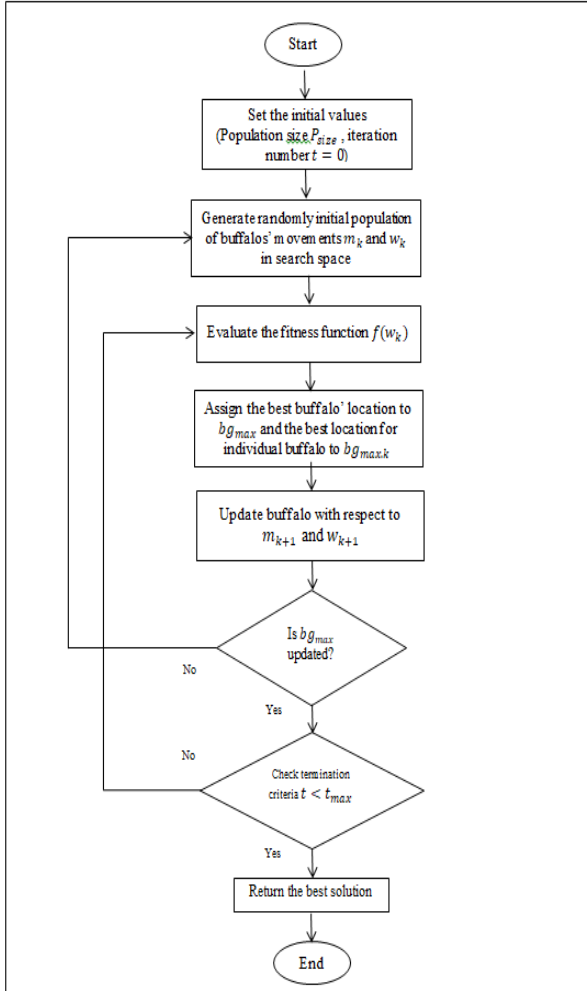 Start
Set the initial values
(Population size P_size , iteration
number t = 0)
Generate randomly initial population
of buffalos' movements m_k and w_k
in search space
Evaluate the fitness function f(w_k)
Assign the best buffalo' location to
bg_max and the best location for
individual buffalo to bg_max.k
Update buffalo with respect to
m_k+1 and w_k+1
Is bg_max
updated?
No
Yes
No
Check termination
criteria t < t_max
Yes
Return the best solution
End